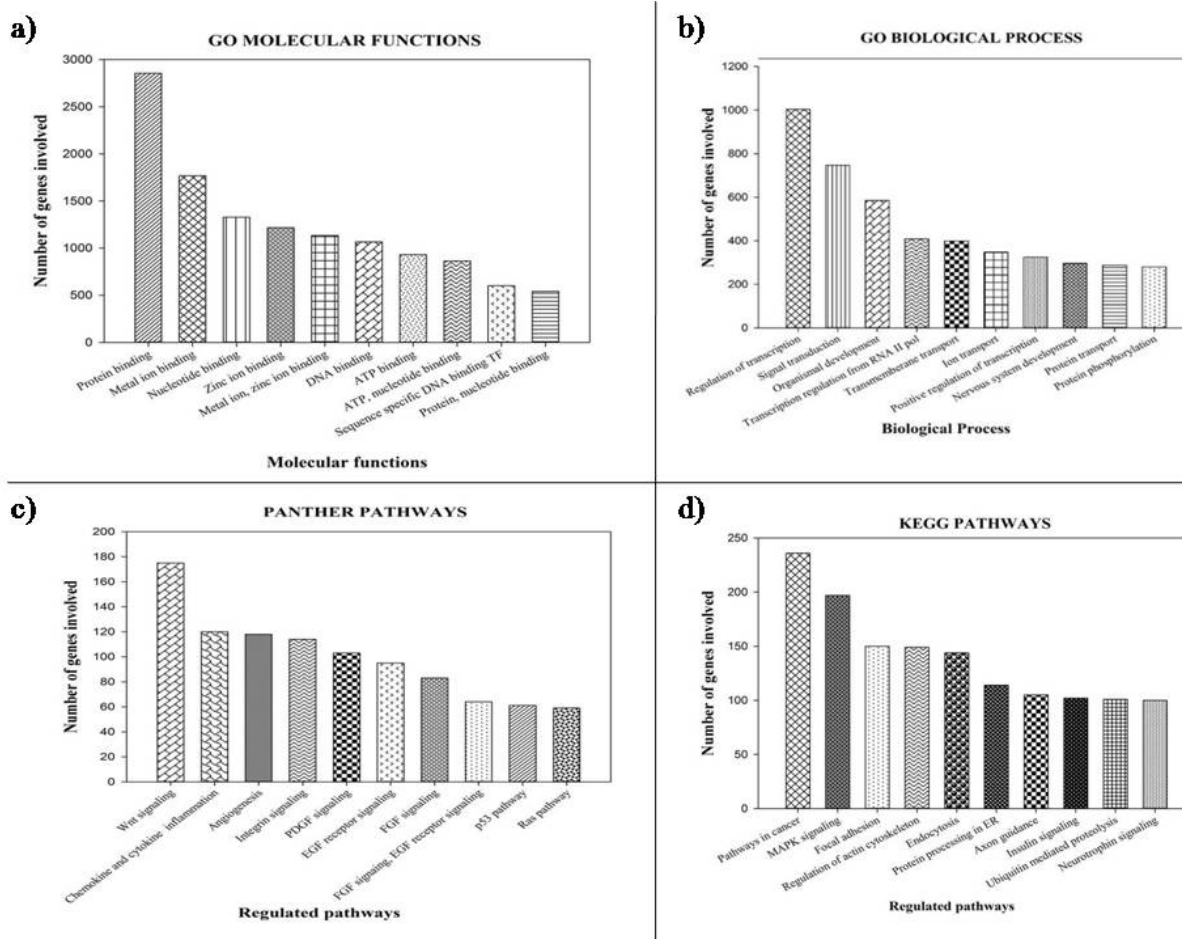 a)
GO MOLECULAR FUNCTIONS
Number of genes involved
3000
2500
2000
1500
1000
500
0
Protein binding
Metal ion binding
Nucleotide binding
Zinc ion binding
Metal ion, zinc ion binding
DNA binding
ATP binding
ATP, nucleotide binding
Sequence specific DNA binding TF
Protein, nucleotide binding
Molecular functions
b)
GO BIOLOGICAL PROCESS
Number of genes involved
1200
1000
800
600
400
200
0
Regulation of transcription
Signal transduction
Organismal development
Transcription regulation from RNA II pol
Transmemberane transport
Ion transport
Positive regulation of transcription
Nervous system development
Protein transport
Protein phosphorylation
Biological Process
c)
PANTHER PATHWAYS
Number of genes involved
200
180
160
140
120
100
80
60
40
20
0
Wnt signaling
Chemokine and cytokine inflammation
Angiogenesis
Integrin signaling
PDGF signaling
EGF receptor signaling
FGF signaling
FGF signaing, EGF receptor signaling
p53 pathway
Ras pathway
Regulated pathways
d)
KEGG PATHWAYS
Number of genes involved
250
200
150
100
50
0
Pathways in cancer
MAPK signaling
Focal adhesion
Regulation of actin cytoskeleton
Endocytosis
Protein processing in ER
Axon guidance
Insulin signaling
Ubiquitin mediated proteolysis
Neurotrophin signaling
Regulated pathways